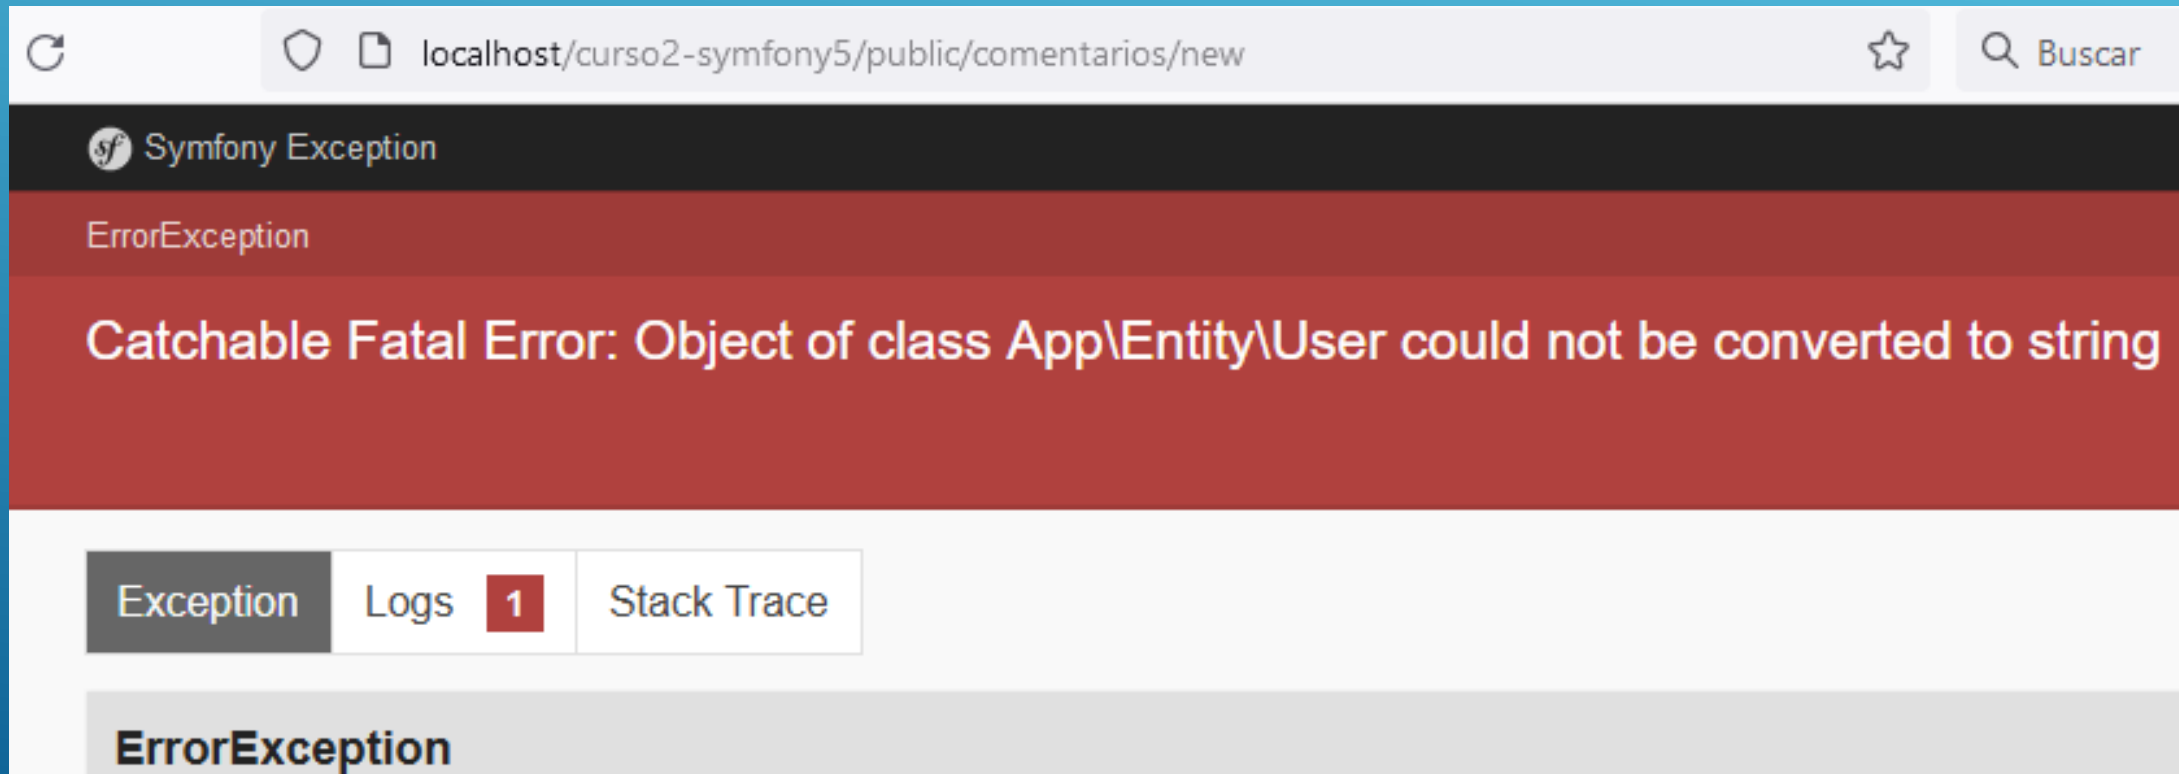 localhost/curso2-symfony5/public/comentarios/new
Buscar
sf Symfony Exception
ErrorException
Catchable Fatal Error: Object of class App\Entity\User could not be converted to string
Exception Logs 1 Stack Trace
ErrorException